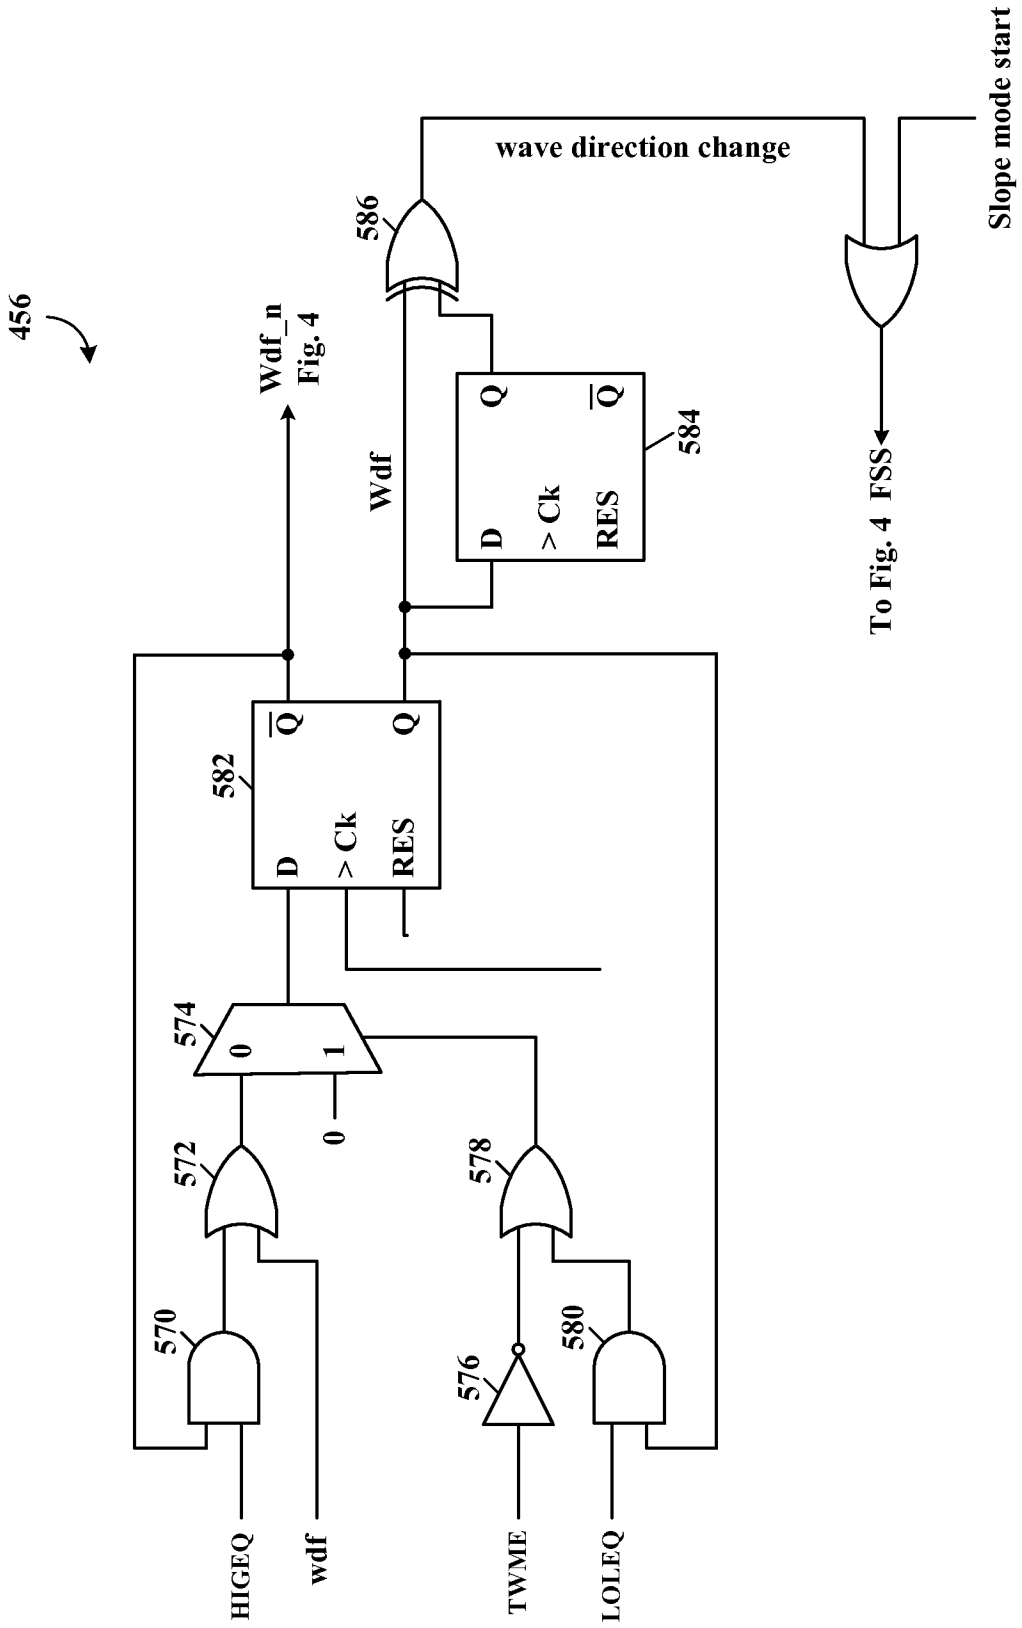 456
Wdf_n
Fig. 4
582
D
Q
> Ck
RES
Q
574
0
1
0
572
570
HIGEQ
wdf
578
576
580
TWME
LOLEQ
Wdf
586
D
Q
> Ck
RES
Q
584
wave direction change
To Fig. 4 FSS
Slope mode start